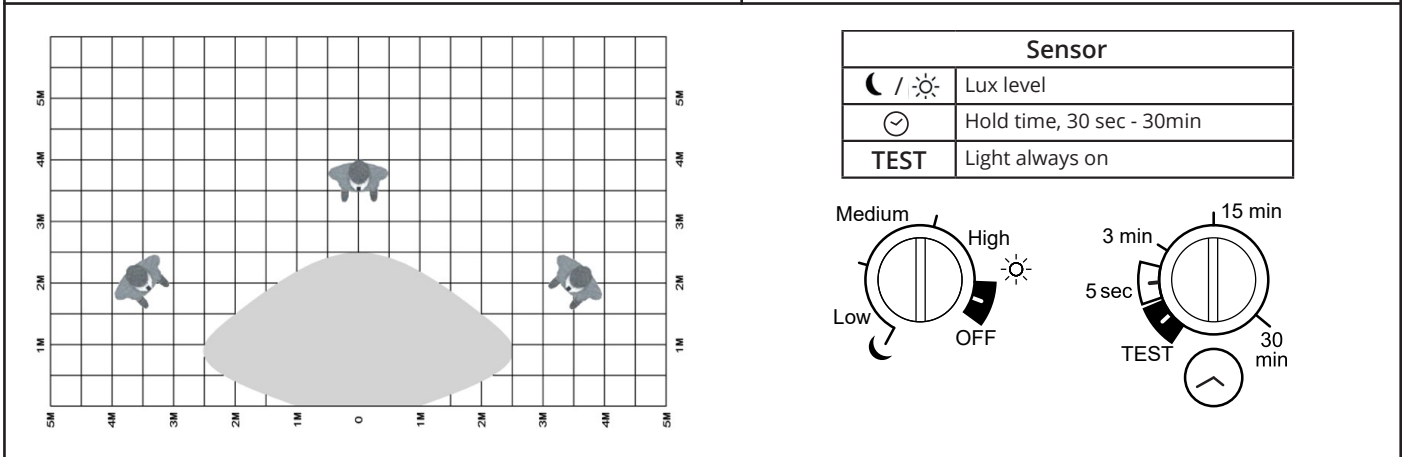 5M
4M
3M
2M
1M
5M
4M
3M
2M
1M
5M
4M
3M
2M
1M
0
1M
2M
3M
4M
5M
Sensor
/
Lux level
Hold time, 30 sec - 30min
TEST Light always on
Medium
High
Low
OFF
15 min
3 min
5 sec
TEST
30
min